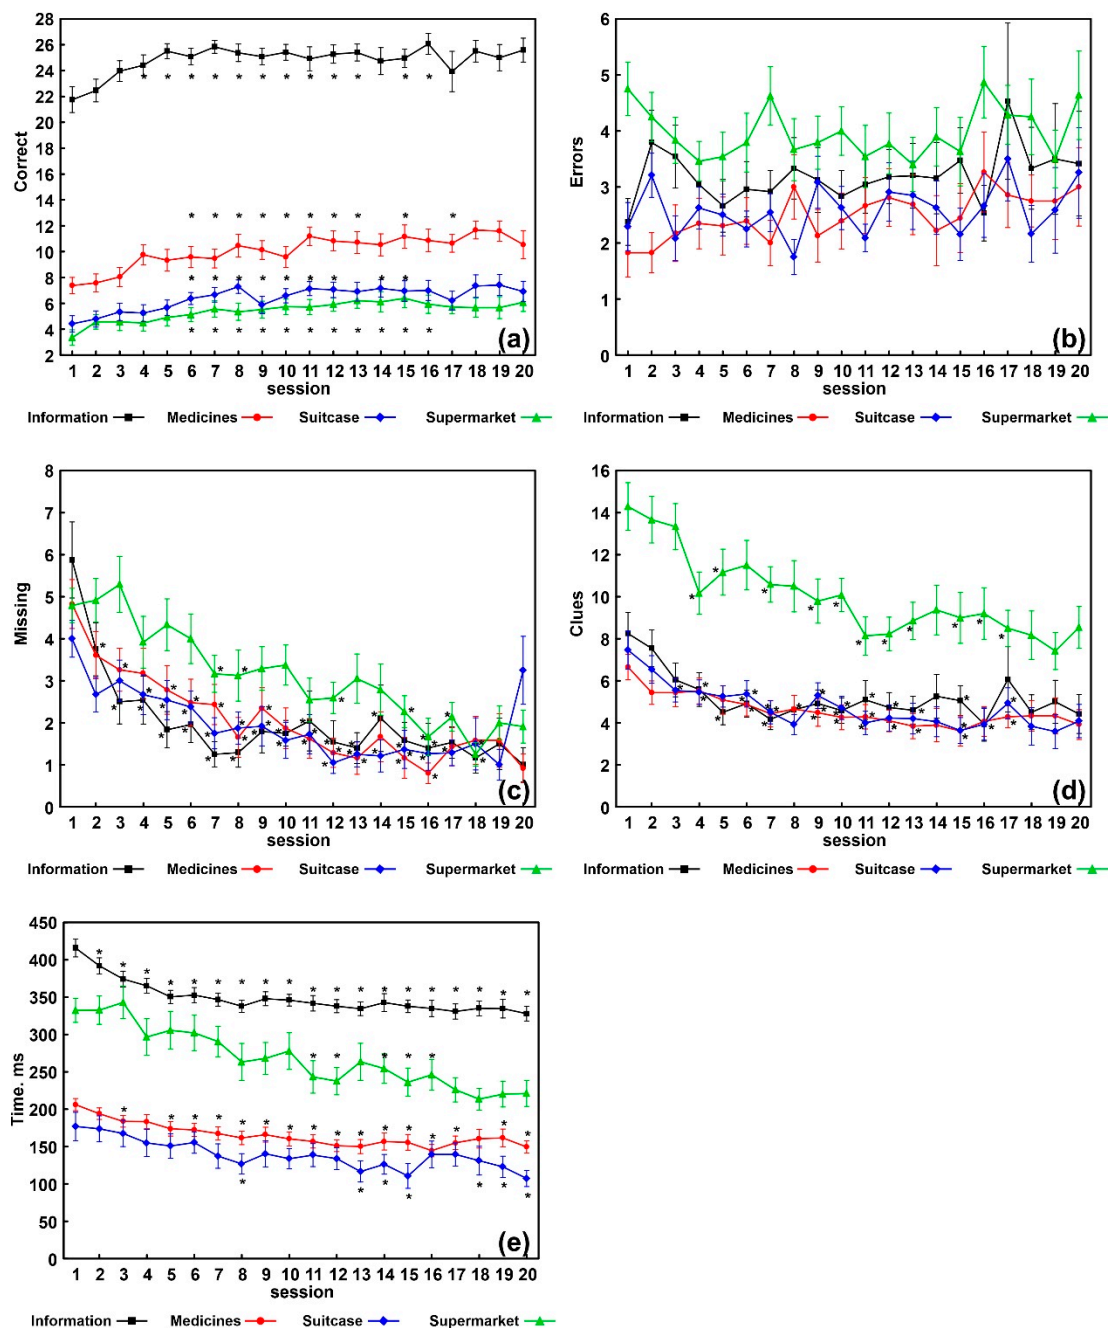 28
26
24
22
20
18
16
14
12
10
8
6
4
2
Correct
* * * * * * * * * * * *
* * * * * * * * * * *
* * * * * * * * * *
* * * * * * * * * * *
(a)
1 2 3 4 5 6 7 8 9 10 11 12 13 14 15 16 17 18 19 20
session
Information Medicines Suitcase Supermarket
6
5
4
3
2
1
0
Errors
(b)
1 2 3 4 5 6 7 8 9 10 11 12 13 14 15 16 17 18 19 20
session
Information Medicines Suitcase Supermarket
8
7
6
5
4
3
2
1
0
Missing
(c)
1 2 3 4 5 6 7 8 9 10 11 12 13 14 15 16 17 18 19 20
session
Information Medicines Suitcase Supermarket
16
14
12
10
8
6
4
2
0
Clues
(d)
1 2 3 4 5 6 7 8 9 10 11 12 13 14 15 16 17 18 19 20
session
Information Medicines Suitcase Supermarket
450
400
350
300
250
200
150
100
50
0
Time. ms
(e)
1 2 3 4 5 6 7 8 9 10 11 12 13 14 15 16 17 18 19 20
session
Information Medicines Suitcase Supermarket